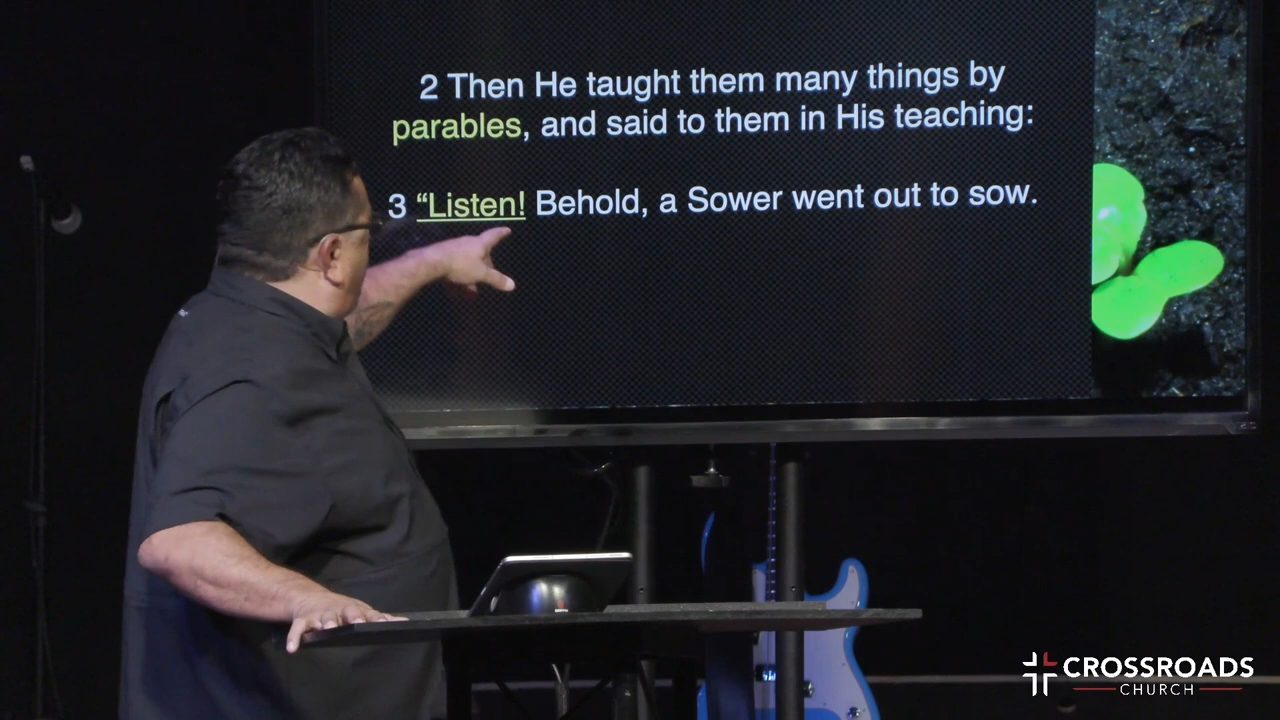 2 Then He taught them many things by
parables, and said to them in His teaching:
3 “Listen! Behold, a Sower went out to sow.
CROSSROADS
CHURCH